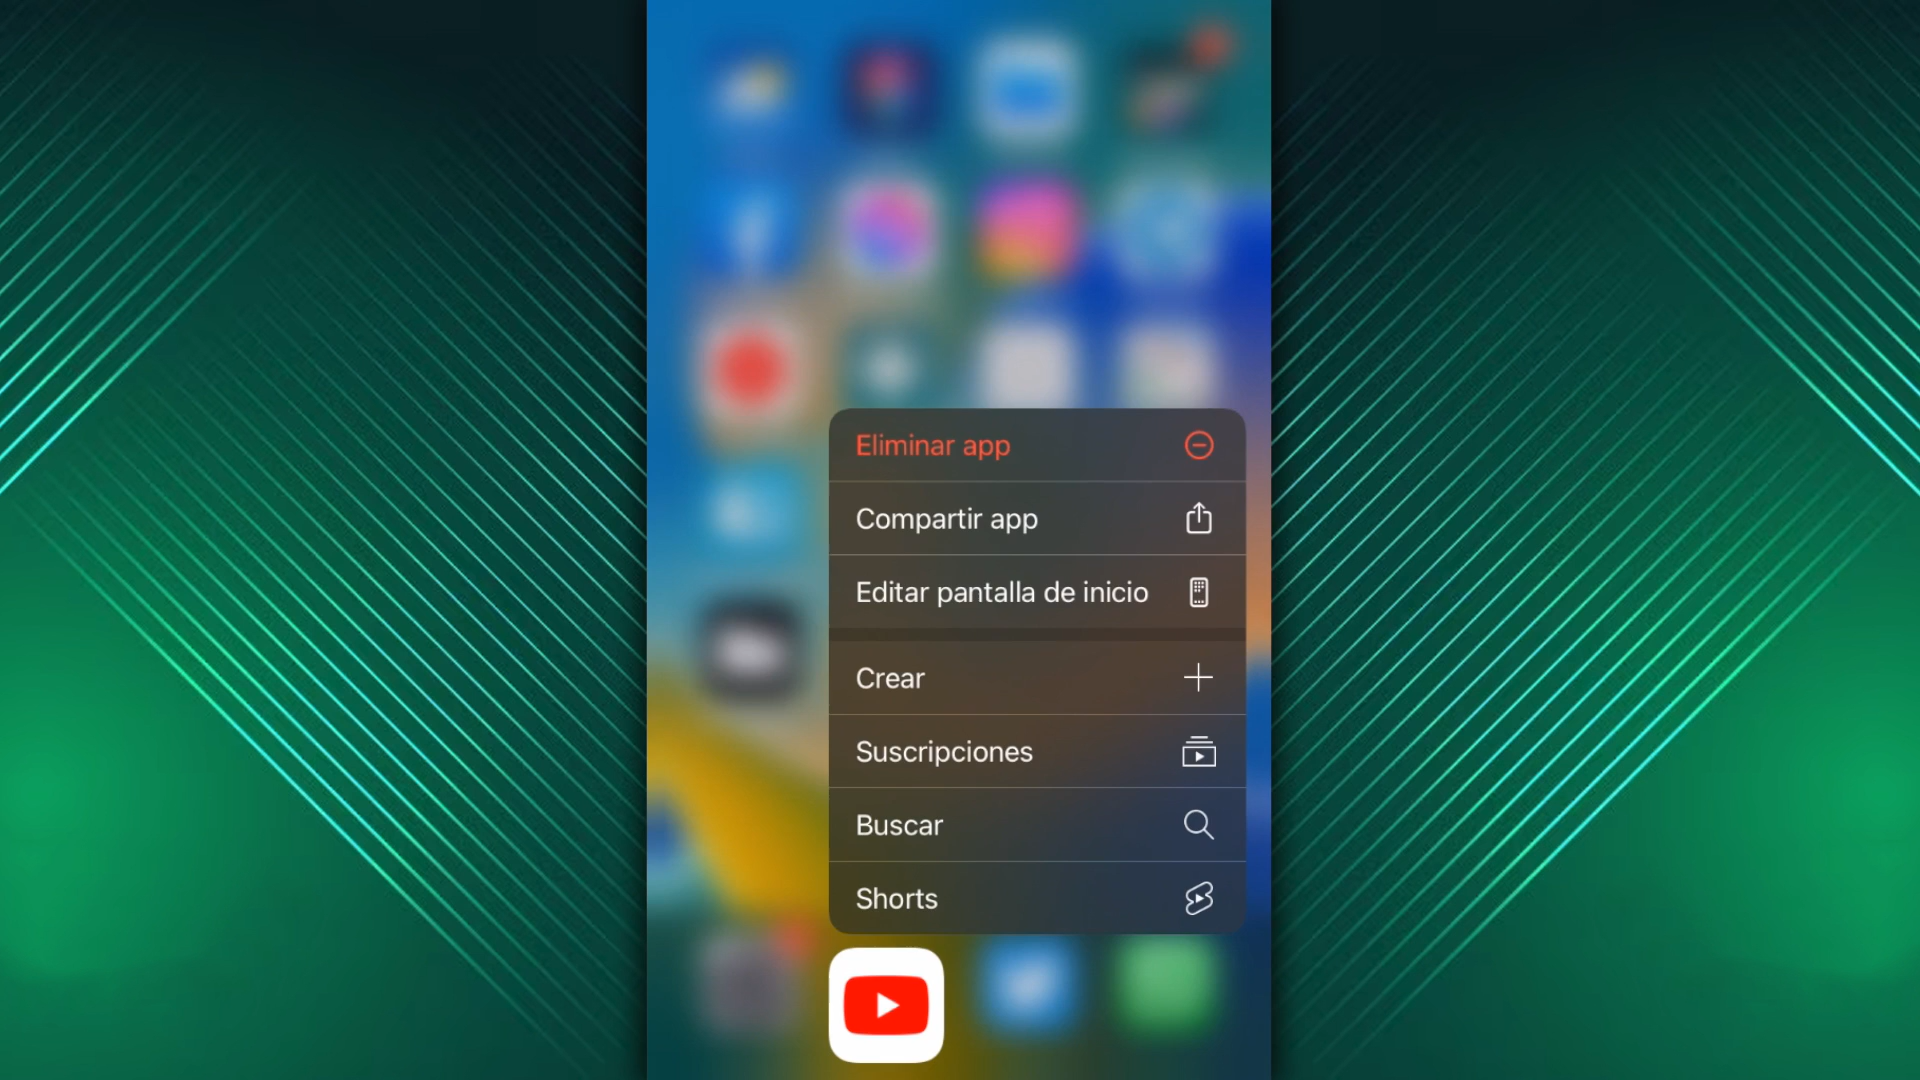 Eliminar app
Compartir app
Editar pantalla de inicio
Crear
Suscripciones
Buscar
Shorts